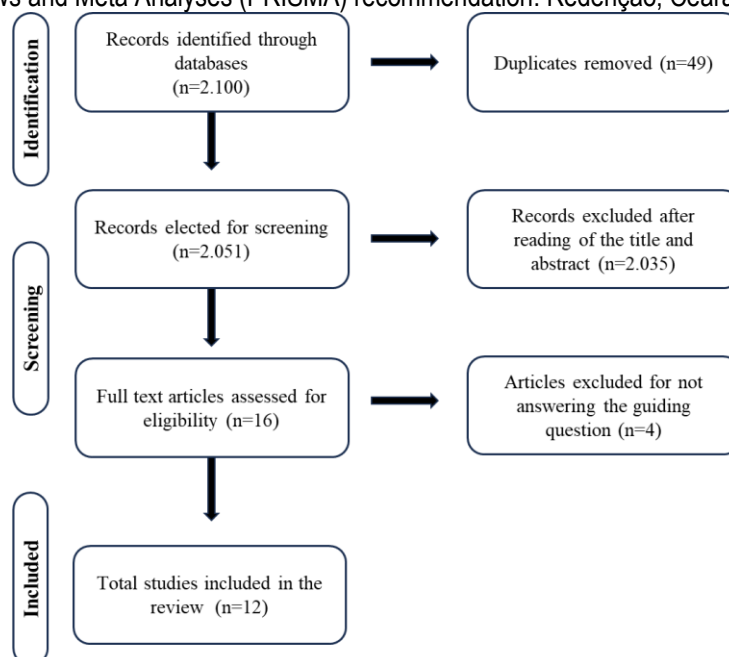 ws and Meta Analyses (PRISMA) recommendation. Redenção, Ceará
Identification
Records identified through
databases
(n=2.100)
Duplicates removed (n=49)
Screening
Records elected for screening
(n=2.051)
Records excluded after
reading of the title and
abstract (n=2.035)
Full text articles assessed for
eligibility (n=16)
Articles excluded for not
answering the guiding
question (n=4)
Included
Total studies included in the
review (n=12)